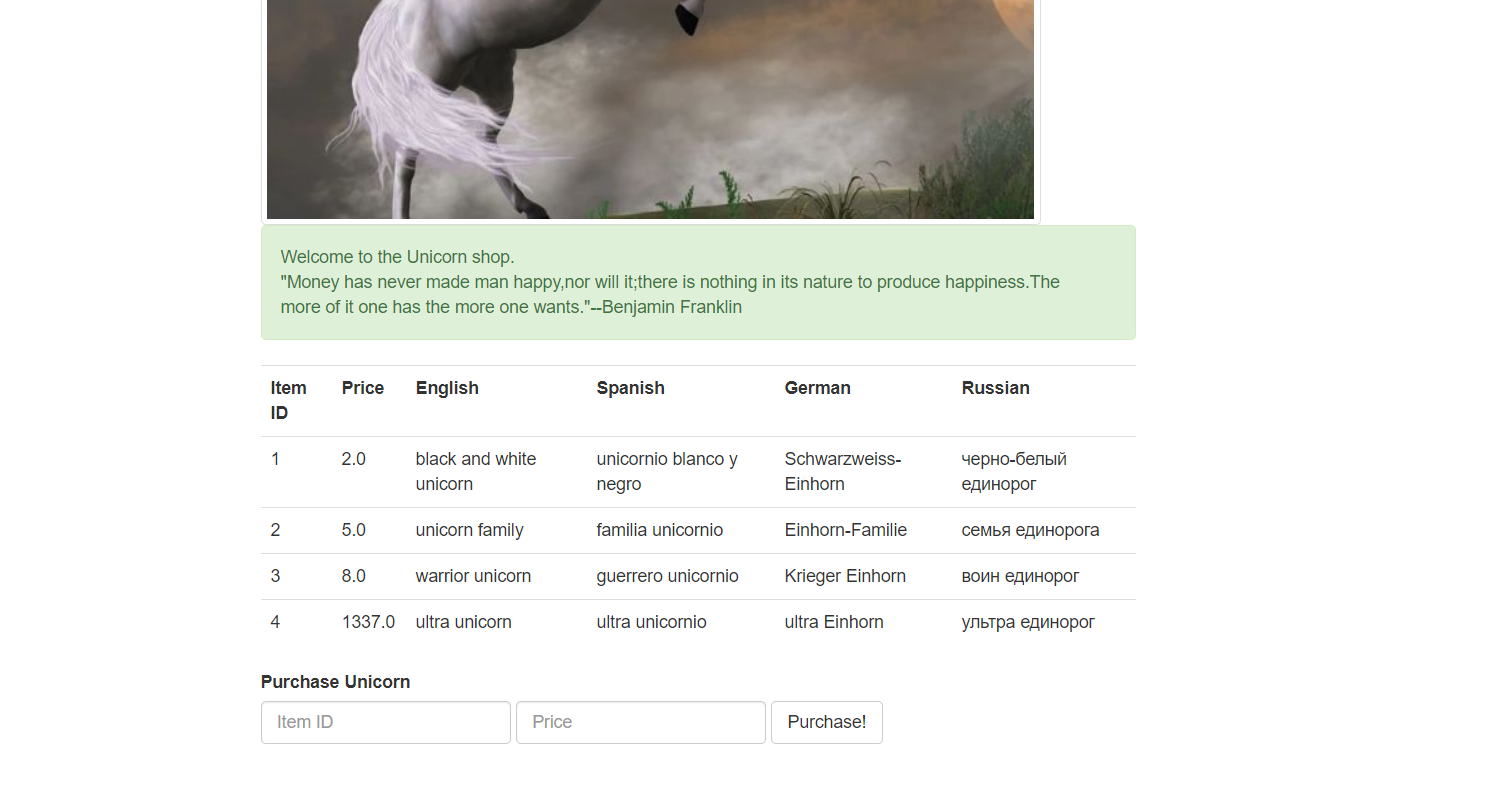 Welcome to the Unicorn shop.
"Money has never made man happy,nor will it;there is nothing in its nature to produce happiness.The
more of it one has the more one wants."--Benjamin Franklin
Item ID Price English Spanish German Russian
1 2.0 black and white unicorn unicornio blanco y negro Schwarzweiss-Einhorn черно-белый единорог
2 5.0 unicorn family familia unicornio Einhorn-Familie семья единорога
3 8.0 warrior unicorn guerrero unicornio Krieger Einhorn воин единорог
4 1337.0 ultra unicorn ultra unicornio ultra Einhorn ультра единорог
Purchase Unicorn
Item ID Price Purchase!